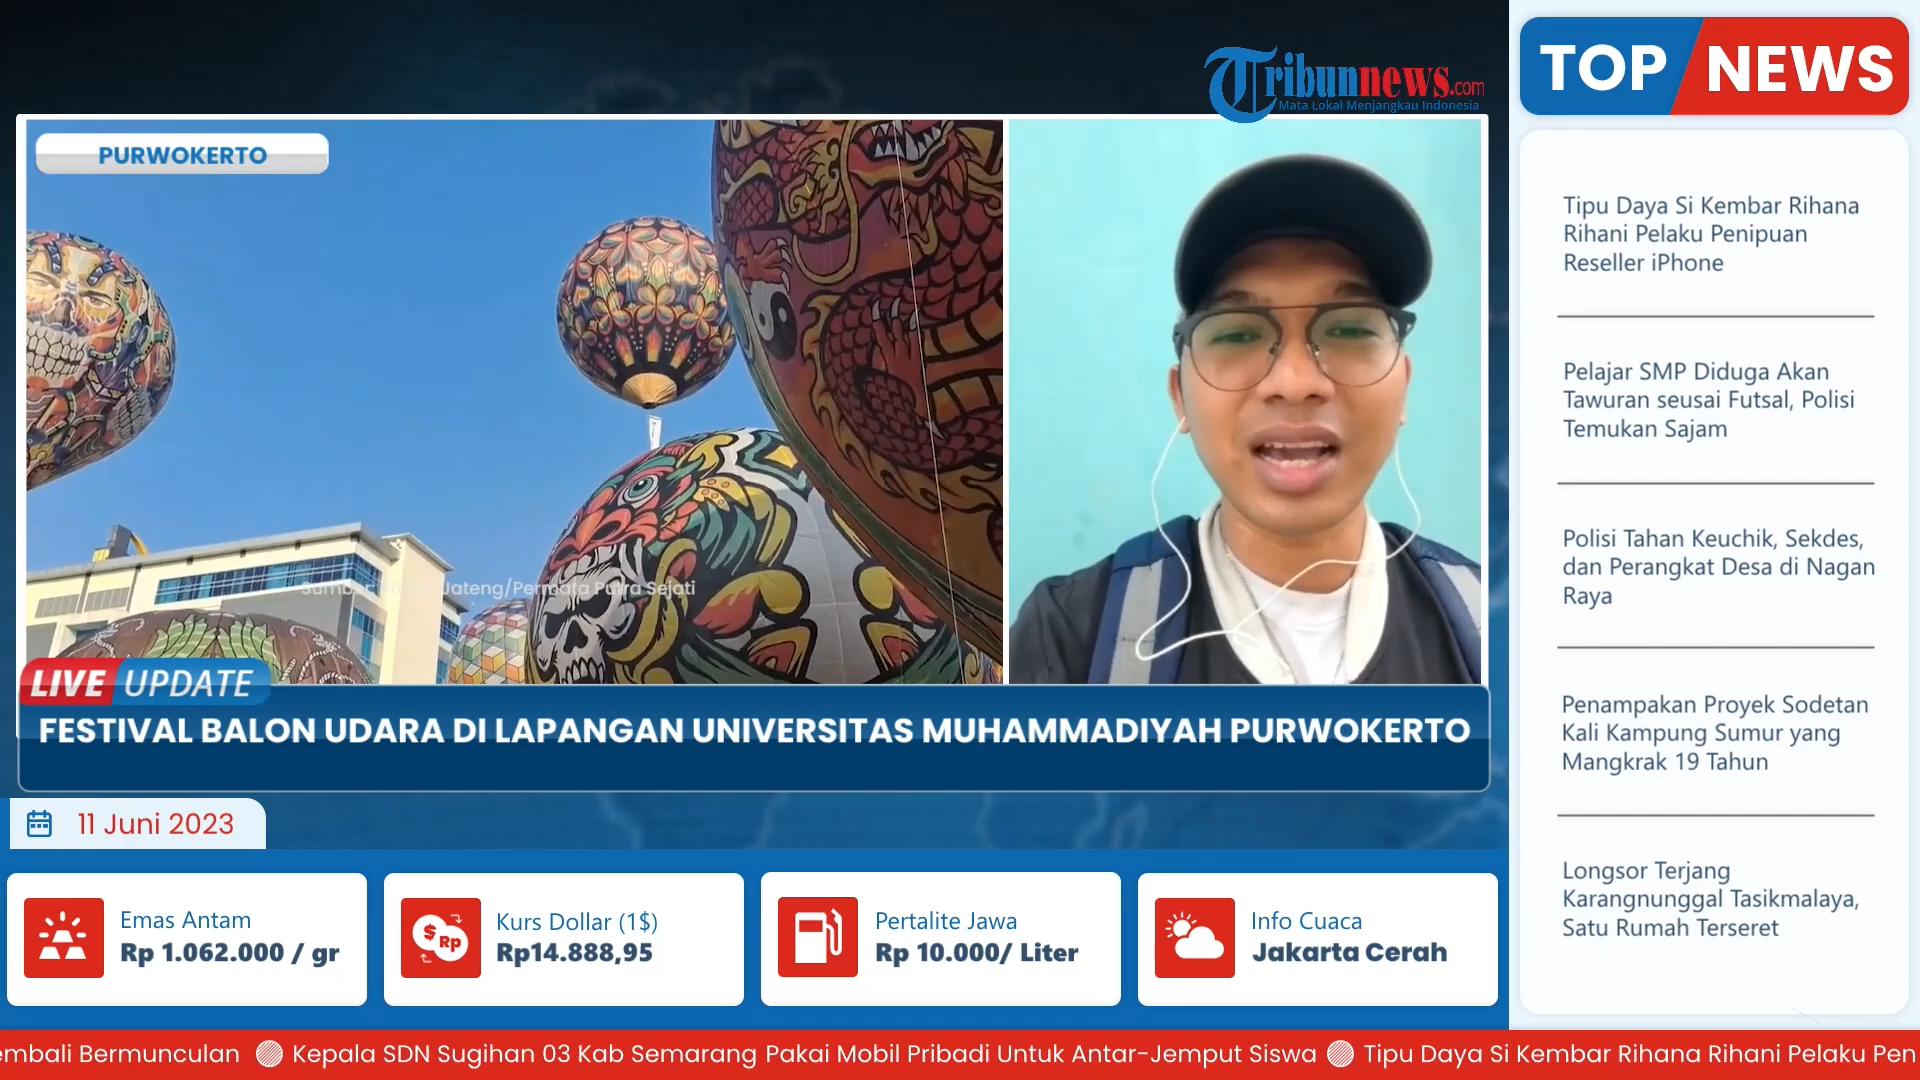 Tribunnews.com
Mata Lokal Menjangkau Indonesia
TOP NEWS
PURWOKERTO
Jateng/Permata Putra Sejati
LIVE UPDATE
FESTIVAL BALON UDARA DI LAPANGAN UNIVERSITAS MUHAMMADIYAH PURWOKERTO
11 Juni 2023
Emas Antam
Rp 1.062.000 / gr
Kurs Dollar (1$)
Rp14.888,95
Pertalite Jawa
Rp 10.000/ Liter
Info Cuaca
Jakarta Cerah
Tipu Daya Si Kembar Rihana
Rihani Pelaku Penipuan
Reseller iPhone
Pelajar SMP Diduga Akan
Tawuran seusai Futsal, Polisi
Temukan Sajam
Polisi Tahan Keuchik, Sekdes,
dan Perangkat Desa di Nagan
Raya
Penampakan Proyek Sodetan
Kali Kampung Sumur yang
Mangkrak 19 Tahun
Longsor Terjang
Karangnunggal Tasikmalaya,
Satu Rumah Terseret
embali Bermunculan Kepala SDN Sugihan 03 Kab Semarang Pakai Mobil Pribadi Untuk Antar-Jemput Siswa Tipu Daya Si Kembar Rihana Rihani Pelaku Pen